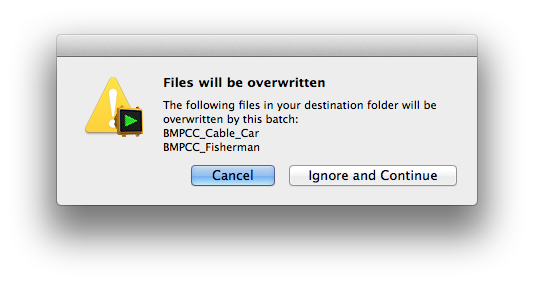 Files will be overwritten
The following files in your destination folder will be
overwritten by this batch:
BMPCC_Cable_Car
BMPCC_Fisherman
Cancel
Ignore and Continue